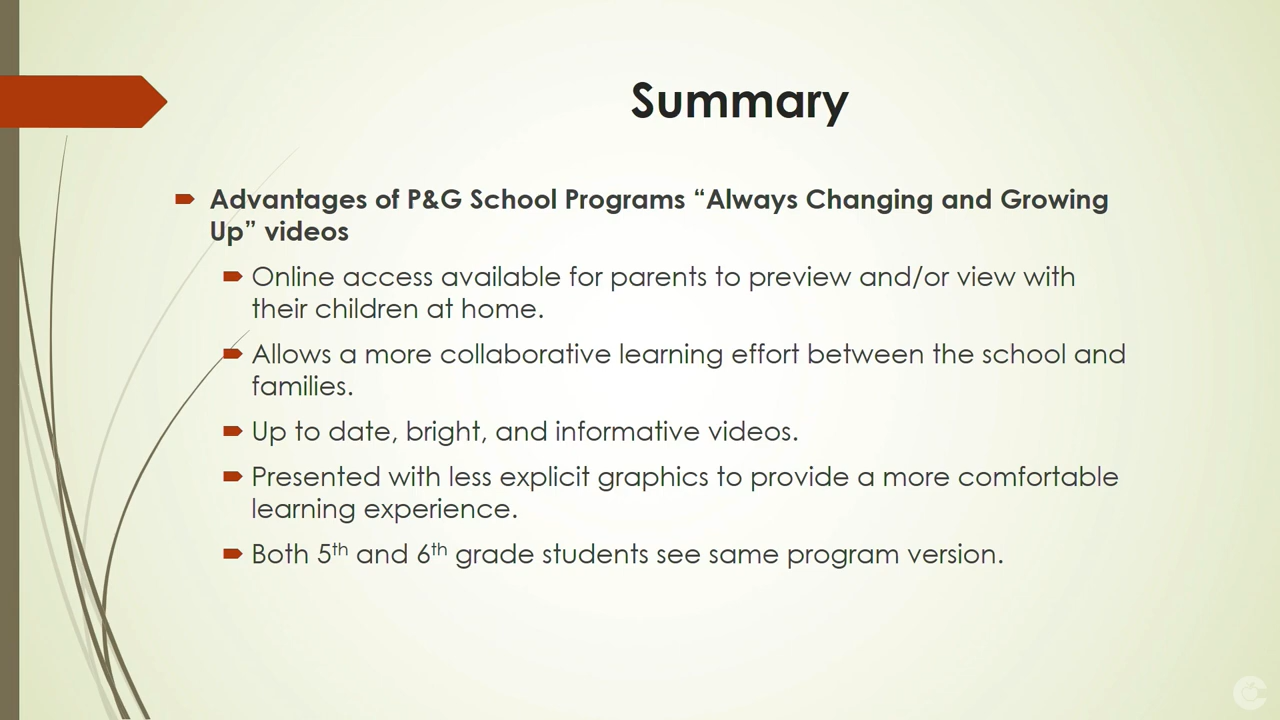 Summary
Advantages of P&G School Programs “Always Changing and Growing
Up” videos
Online access available for parents to preview and/or view with
their children at home.
Allows a more collaborative learning effort between the school and
families.
Up to date, bright, and informative videos.
Presented with less explicit graphics to provide a more comfortable
learning experience.
Both 5th and 6th grade students see same program version.